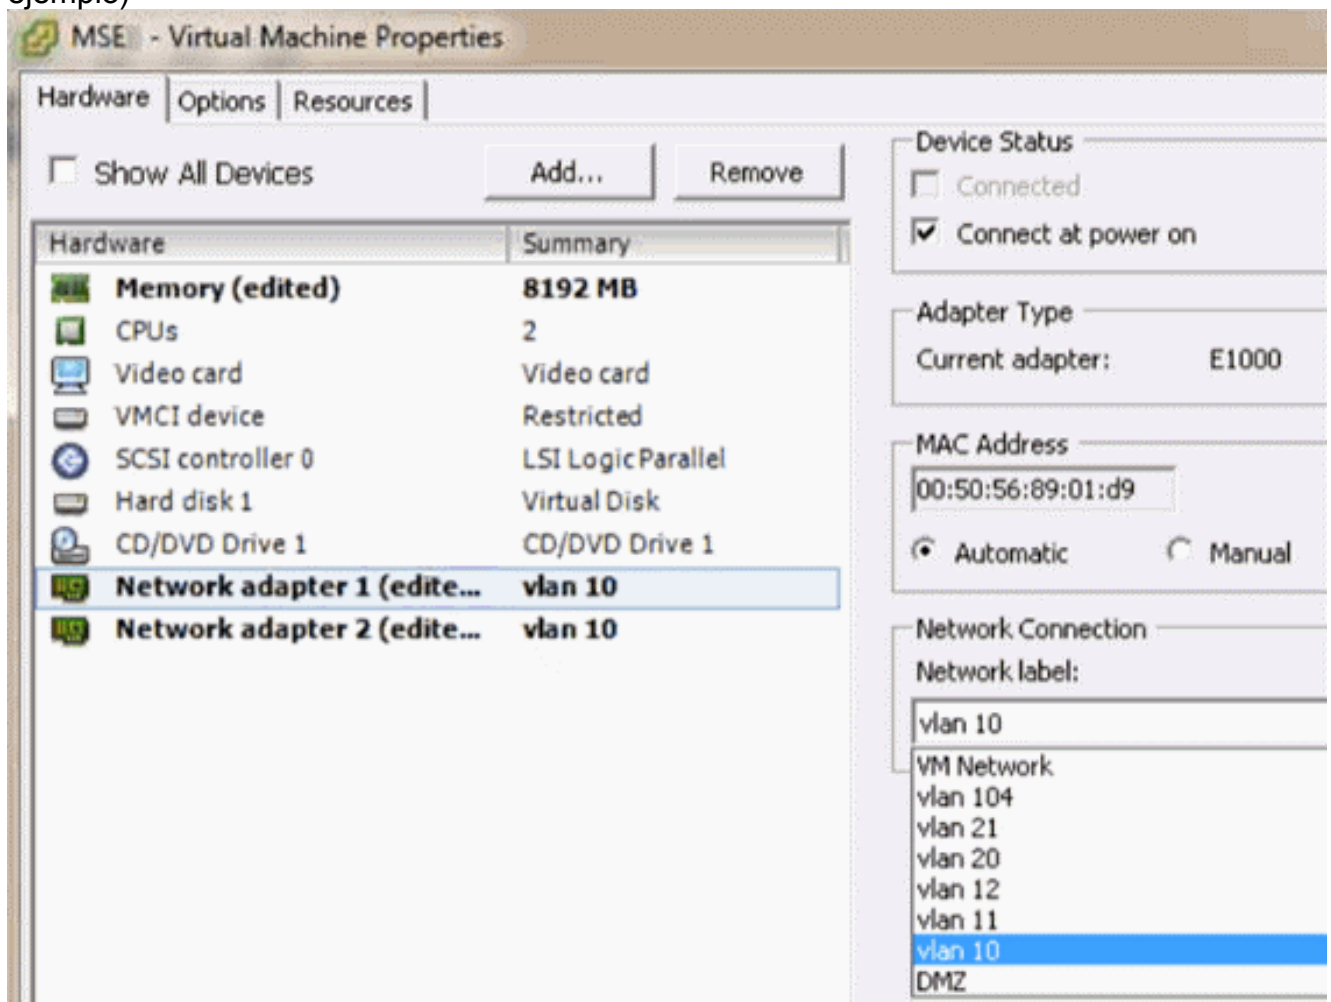 ejemplo)
MSE - Virtual Machine Properties
Hardware Options Resources
Show All Devices Add... Remove
Hardware Summary
Memory (edited) 8192 MB
CPUs 2
Video card Video card
VMCI device Restricted
SCSI controller 0 LSI Logic Parallel
Hard disk 1 Virtual Disk
CD/DVD Drive 1 CD/DVD Drive 1
Network adapter 1 (edite... vlan 10
Network adapter 2 (edite... vlan 10
Device Status
Connected
Connect at power on
Adapter Type
Current adapter: E1000
MAC Address
00:50:56:89:01:d9
Automatic Manual
Network Connection
Network label:
vlan 10
VM Network
vlan 104
vlan 21
vlan 20
vlan 12
vlan 11
vlan 10
DMZ